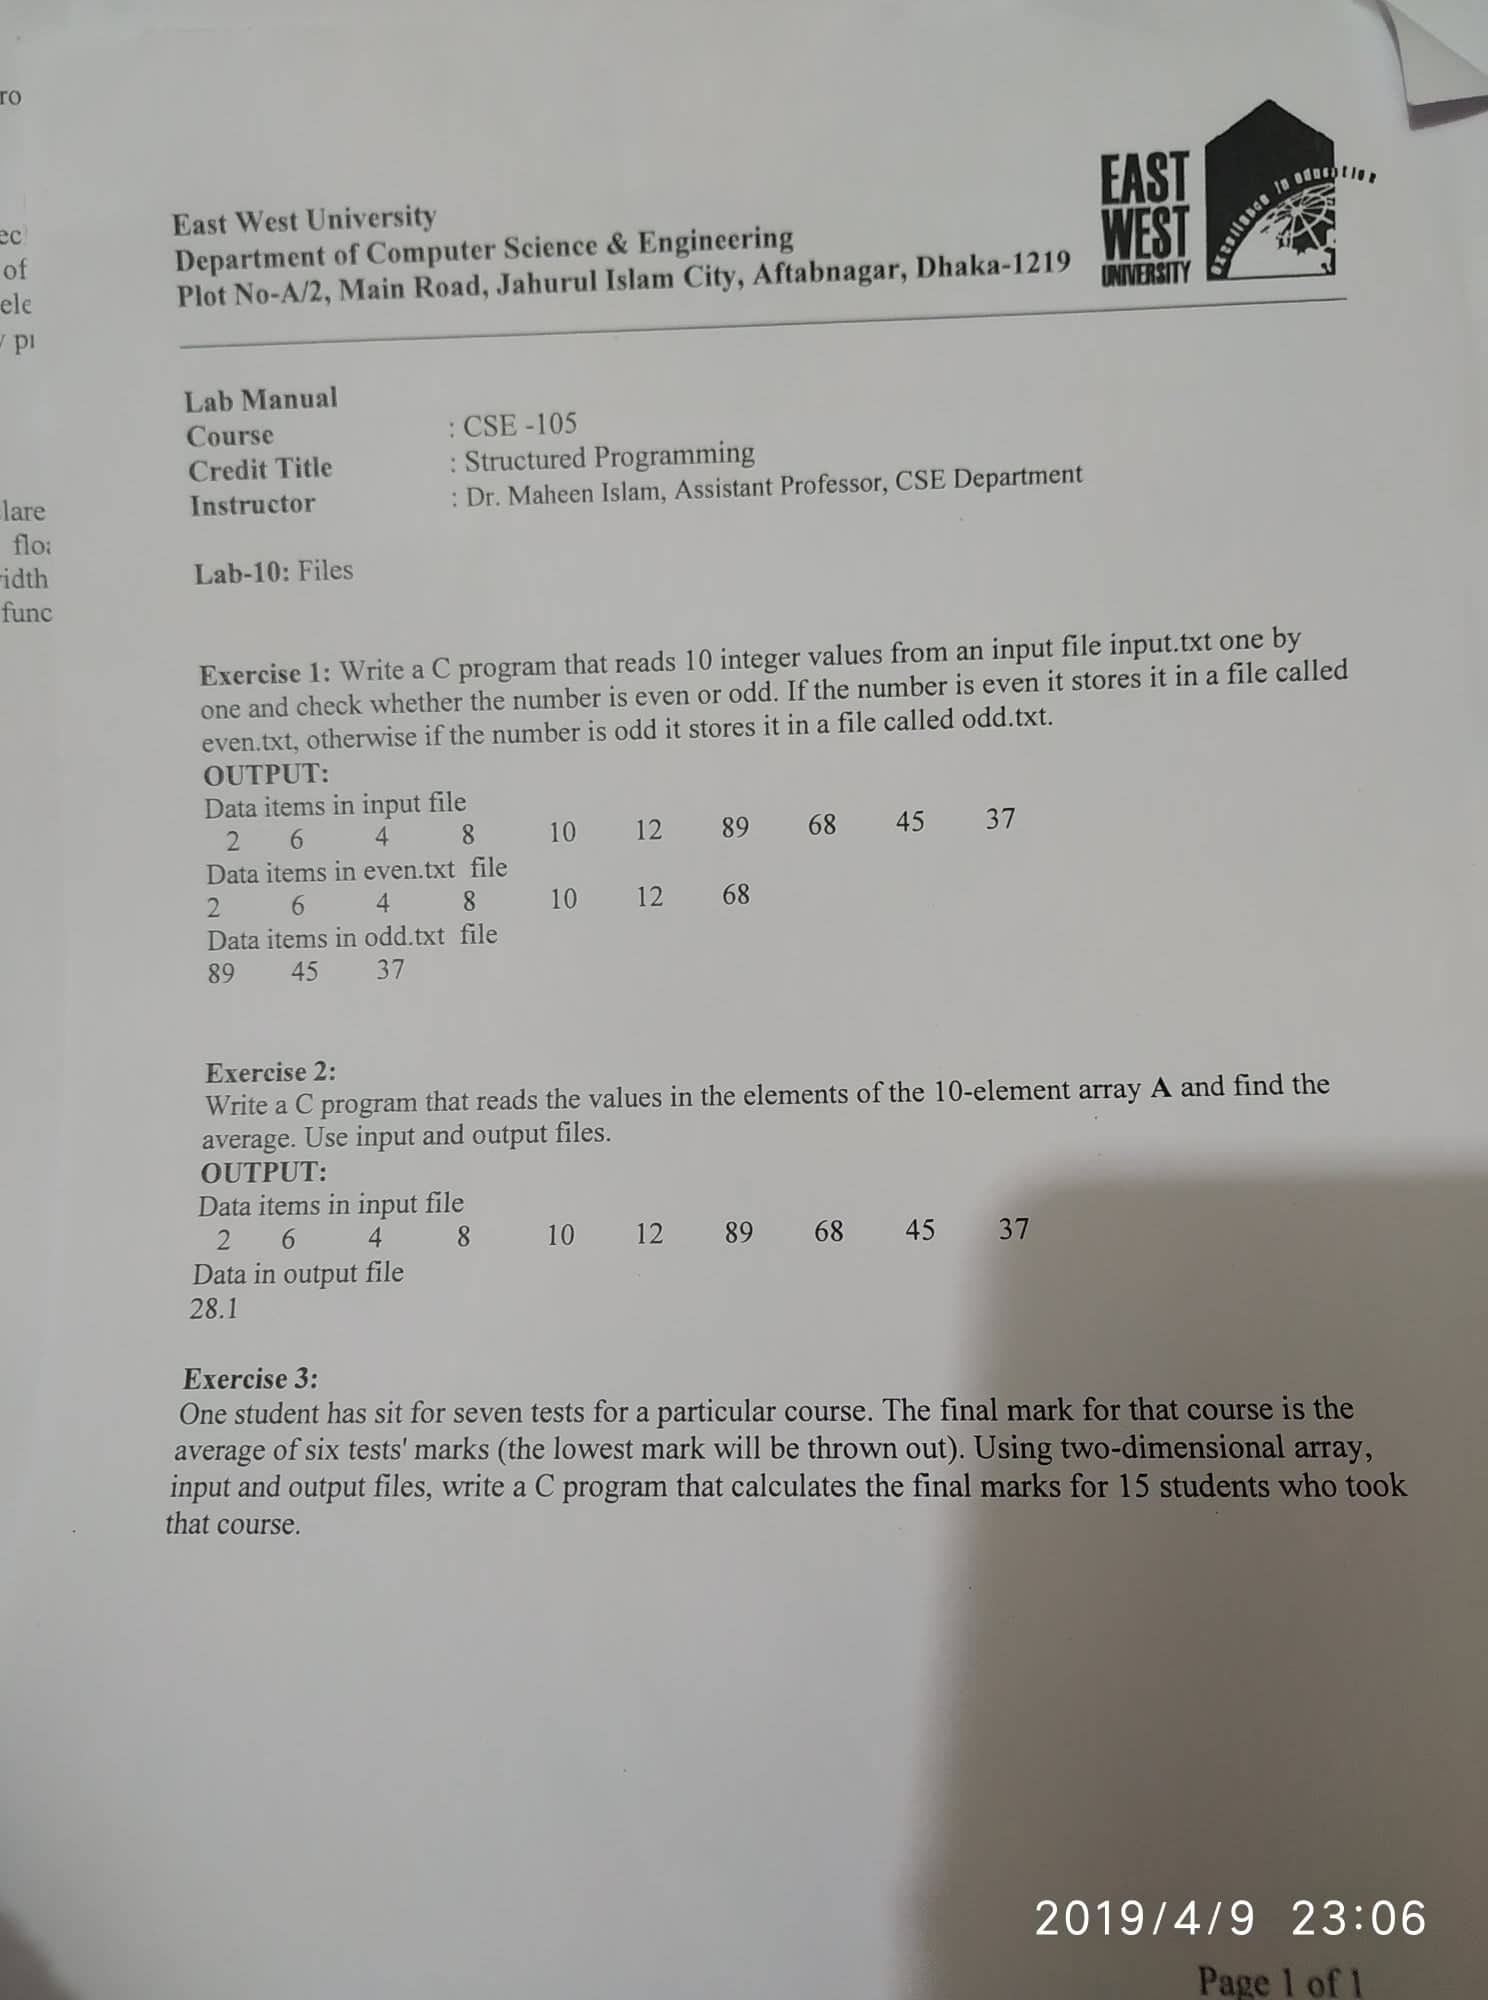 ro
ec
of
ele
pı
lare
floa
idth
func
East West University
Department of Computer Science & Engineering
Plot No-A/2, Main Road, Jahurul Islam City, Aftabnagar, Dhaka-1219
EAST
WEST
UNIVERSITY
excellence in education
Lab Manual
Course : CSE -105
Credit Title : Structured Programming
Instructor : Dr. Maheen Islam, Assistant Professor, CSE Department
Lab-10: Files
Exercise 1: Write a C program that reads 10 integer values from an input file input.txt one by
one and check whether the number is even or odd. If the number is even it stores it in a file called
even.txt, otherwise if the number is odd it stores it in a file called odd.txt.
OUTPUT:
Data items in input file
2 6 4 8 10 12 89 68 45 37
Data items in even.txt file
2 6 4 8 10 12 68
Data items in odd.txt file
89 45 37
Exercise 2:
Write a C program that reads the values in the elements of the 10-element array A and find the
average. Use input and output files.
OUTPUT:
Data items in input file
2 6 4 8 10 12 89 68 45 37
Data in output file
28.1
Exercise 3:
One student has sit for seven tests for a particular course. The final mark for that course is the
average of six tests' marks (the lowest mark will be thrown out). Using two-dimensional array,
input and output files, write a C program that calculates the final marks for 15 students who took
that course.
2019/4/9 23:06
Page 1 of 1